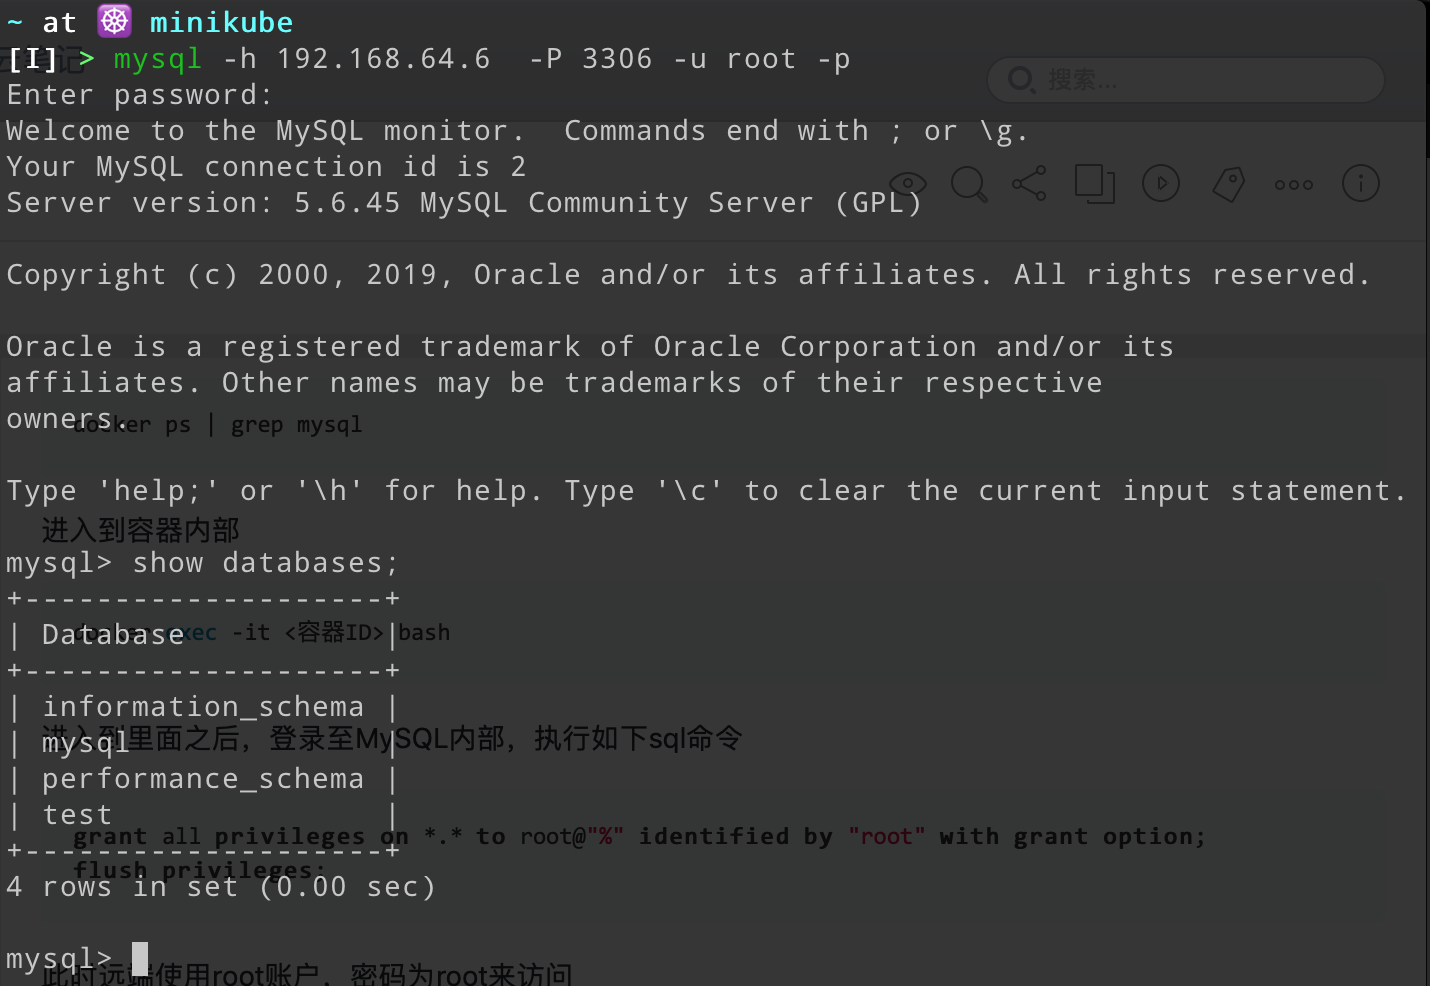 ~ at minikube
[I] > mysql -h 192.168.64.6  -P 3306 -u root -p
搜索...
Enter password:
Welcome to the MySQL monitor.  Commands end with ; or \g.
Your MySQL connection id is 2
Server version: 5.6.45 MySQL Community Server (GPL)
Copyright (c) 2000, 2019, Oracle and/or its affiliates. All rights reserved.
Oracle is a registered trademark of Oracle Corporation and/or its
affiliates. Other names may be trademarks of their respective
owners.
docker ps | grep mysql
Type 'help;' or '\h' for help. Type '\c' to clear the current input statement.
进入到容器内部
mysql> show databases;
+--------------------+
| Database           |
docker exec -it <容器ID> bash
+--------------------+
| information_schema |
| mysql              |
进入到里面之后，登录至MySQL内部，执行如下sql命令
| performance_schema |
| test               |
grant all privileges on *.* to root@"%" identified by "root" with grant option;
+--------------------+
flush privileges;
4 rows in set (0.00 sec)
mysql>
此时远端使用root账户，密码为root来访问